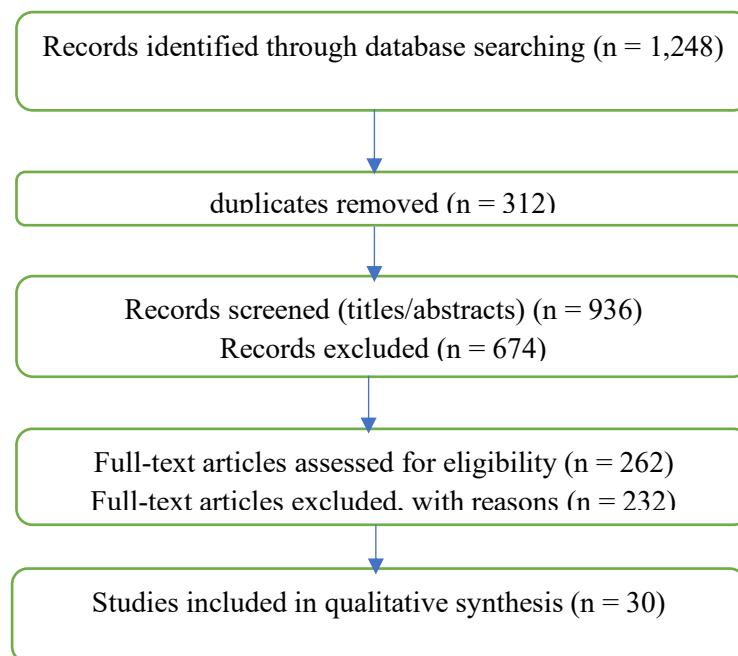 Records identified through database searching (n = 1,248)
duplicates removed (n = 312)
Records screened (titles/abstracts) (n = 936)
Records excluded (n = 674)
Full-text articles assessed for eligibility (n = 262)
Full-text articles excluded, with reasons (n = 232)
Studies included in qualitative synthesis (n = 30)